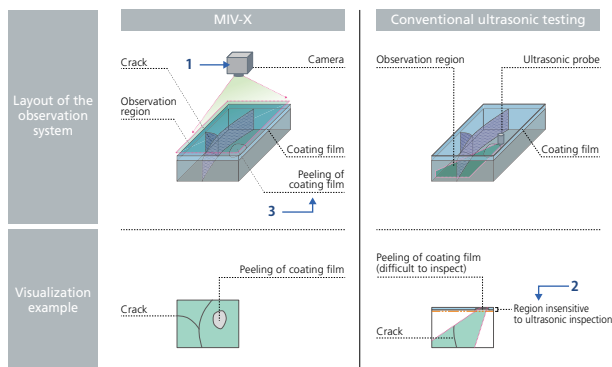 MIV-X
Conventional ultrasonic testing
Layout of the
observation
system
Crack
1
Camera
Observation
region
Coating film
Peeling of
coating film
3
Observation region
Ultrasonic probe
Coating film
Visualization
example
Peeling of coating film
Crack
Peeling of coating film
(difficult to inspect)
2
Region insensitive
to ultrasonic inspection
Crack